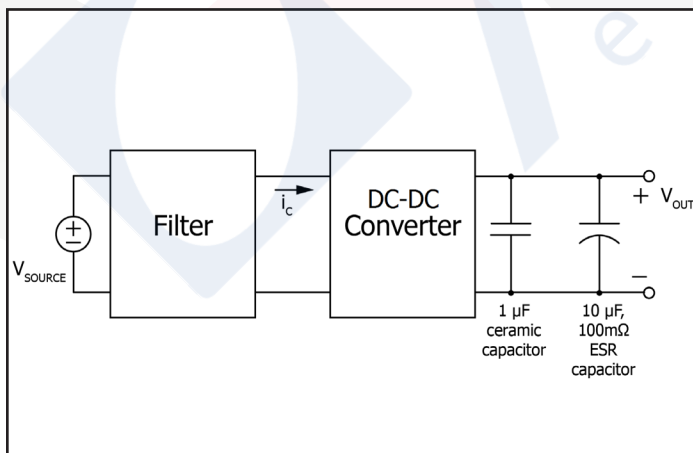 Filter
i_c
DC-DC
Converter
+
V_OUT
−
V_SOURCE
+
−
1 µF
ceramic
capacitor
10 µF,
100mΩ
ESR
capacitor
e